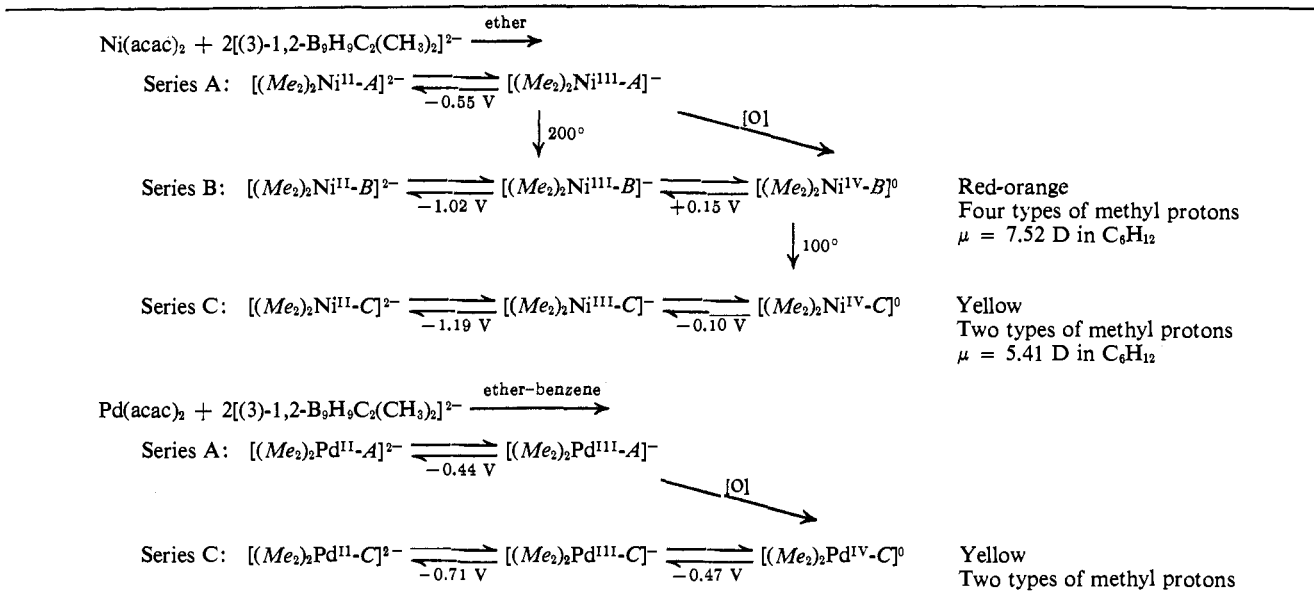 ether
Ni(acac)₂ + 2[(3)-1,2-B₉H₉C₂(CH₃)₂]²⁻
Series A: [(Me₂)₂Niᴵᴵ-A]²⁻ [(Me₂)₂Niᴵᴵᴵ-A]⁻
−0.55 V
200° [O]
Series B: [(Me₂)₂Niᴵᴵ-B]²⁻ [(Me₂)₂Niᴵᴵᴵ-B]⁻ [(Me₂)₂Niᴵⱽ-B]⁰ Red-orange
−1.02 V +0.15 V Four types of methyl protons
μ = 7.52 D in C₆H₁₂
100°
Series C: [(Me₂)₂Niᴵᴵ-C]²⁻ [(Me₂)₂Niᴵᴵᴵ-C]⁻ [(Me₂)₂Niᴵⱽ-C]⁰ Yellow
−1.19 V −0.10 V Two types of methyl protons
μ = 5.41 D in C₆H₁₂
ether-benzene
Pd(acac)₂ + 2[(3)-1,2-B₉H₉C₂(CH₃)₂]²⁻
Series A: [(Me₂)₂Pdᴵᴵ-A]²⁻ [(Me₂)₂Pdᴵᴵᴵ-A]⁻
−0.44 V
[O]
Series C: [(Me₂)₂Pdᴵᴵ-C]²⁻ [(Me₂)₂Pdᴵᴵᴵ-C]⁻ [(Me₂)₂Pdᴵⱽ-C]⁰ Yellow
−0.71 V −0.47 V Two types of methyl protons